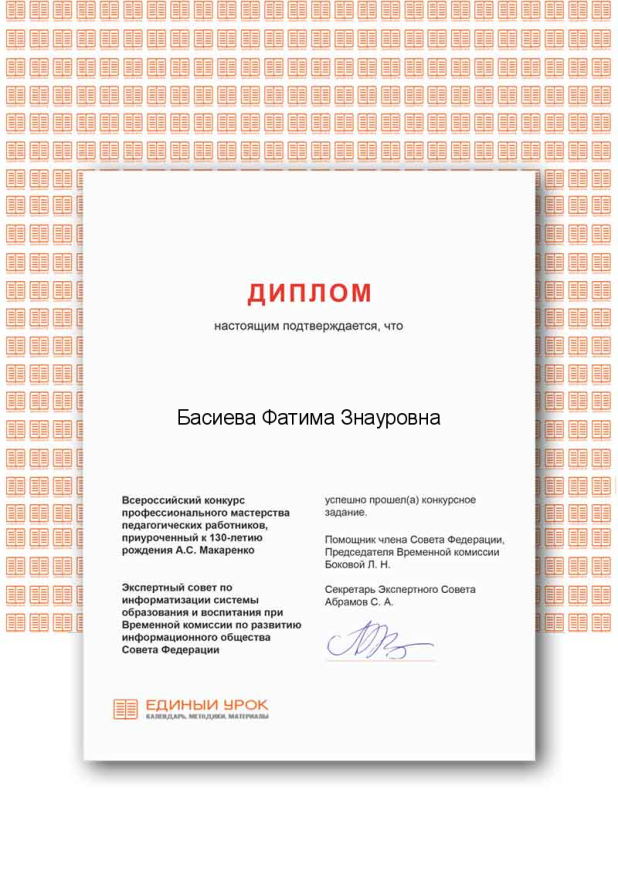 ДИПЛОМ
настоящим подтверждается, что
Басиева Фатима Знауровна
Всероссийский конкурс
профессионального мастерства
педагогических работников,
приуроченный к 130-летию
рождения А.С. Макаренко
успешно прошел(а) конкурсное
задание.
Помощник члена Совета Федерации,
Председателя Временной комиссии
Боковой Л. Н.
Экспертный совет по
информатизации системы
образования и воспитания при
Временной комиссии по развитию
информационного общества
Совета Федерации
Секретарь Экспертного Совета
Абрамов С. А.
ЕДИНЫЙ УРОК
КАЛЕНДАРЬ, МЕТОДИКИ, МАТЕРИАЛЫ